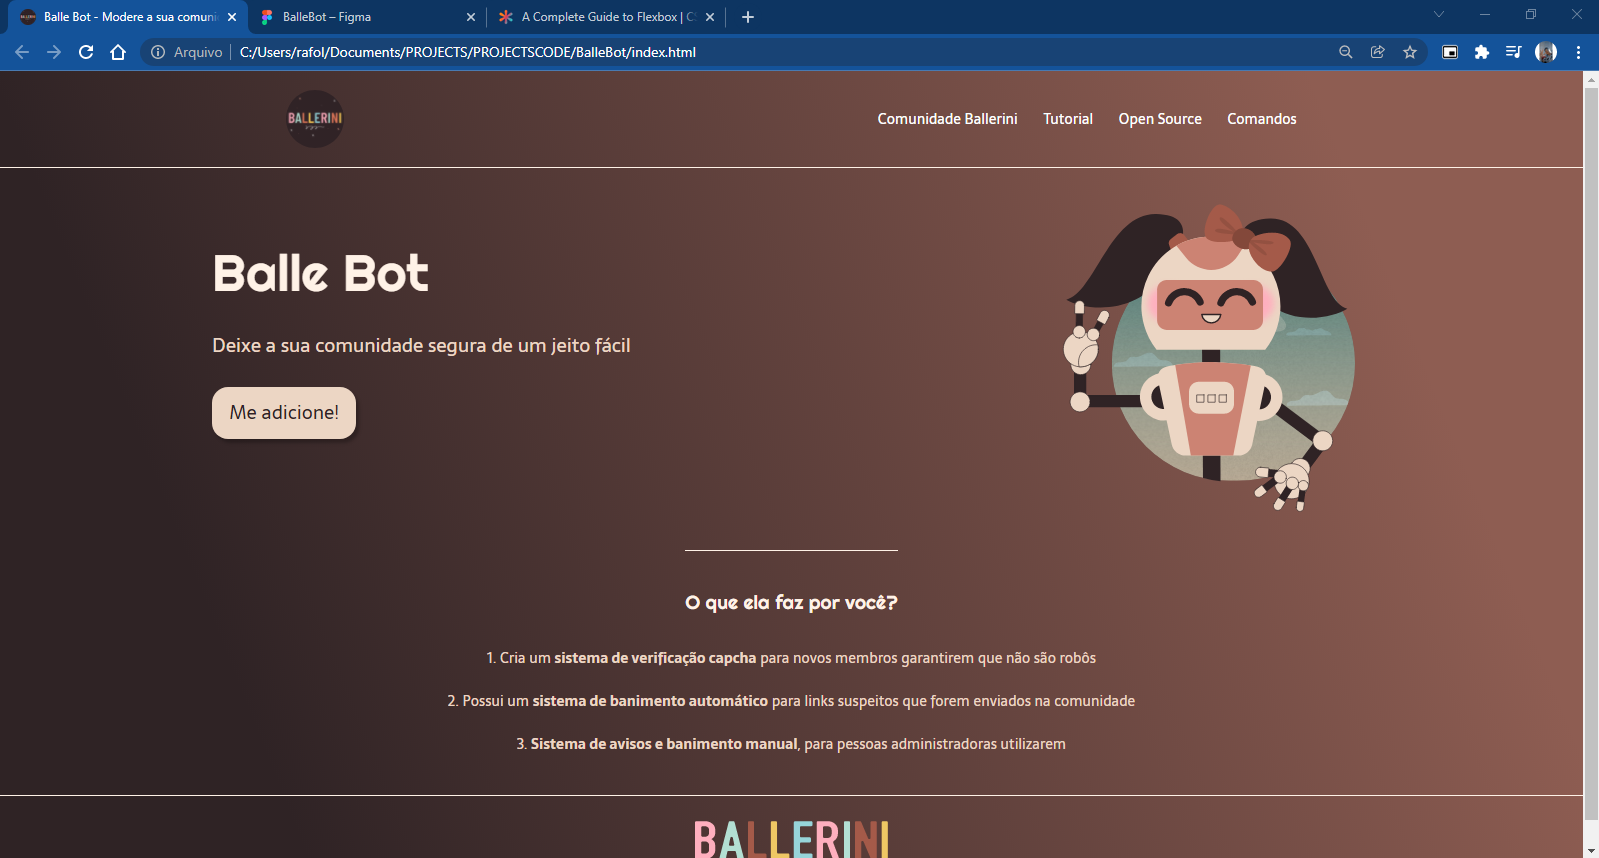 Balle Bot - Modere a sua comuni
BalleBot – Figma
A Complete Guide to Flexbox | CS
Arquivo
C:/Users/rafol/Documents/PROJECTS/PROJECTSCODE/BalleBot/index.html
BALLERINI
Comunidade Ballerini
Tutorial
Open Source
Comandos
Balle Bot
Deixe a sua comunidade segura de um jeito fácil
Me adicione!
O que ela faz por você?
1. Cria um sistema de verificação capcha para novos membros garantirem que não são robôs
2. Possui um sistema de banimento automático para links suspeitos que forem enviados na comunidade
3. Sistema de avisos e banimento manual, para pessoas administradoras utilizarem
BALLERINI